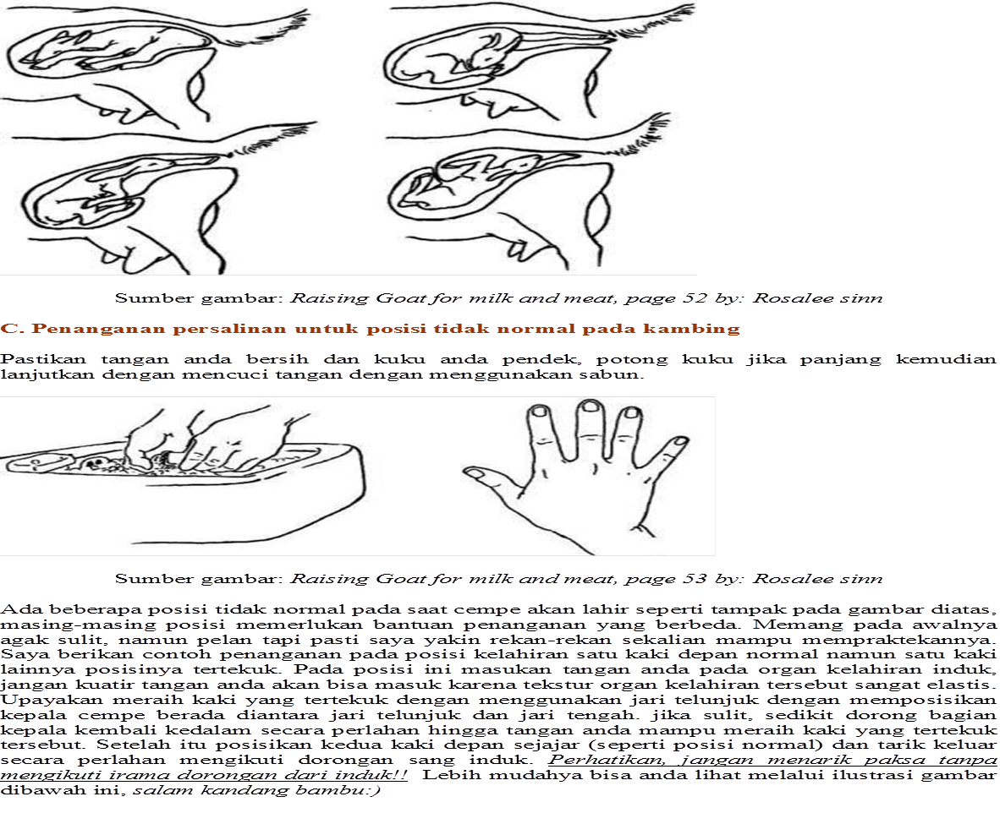 Sumber gambar: Raising Goat for milk and meat, page 52 by: Rosalee sinn
C. Penanganan persalinan untuk posisi tidak normal pada kambing
Pastikan tangan anda bersih dan kuku anda pendek, potong kuku jika panjang kemudian
lanjutkan dengan mencuci tangan dengan menggunakan sabun.
Sumber gambar: Raising Goat for milk and meat, page 53 by: Rosalee sinn
Ada beberapa posisi tidak normal pada saat cempe akan lahir seperti tampak pada gambar diatas,
masing-masing posisi memerlukan bantuan penanganan yang berbeda. Memang pada awalnya
agak sulit, namun pelan tapi pasti saya yakin rekan-rekan sekalian mampu mempraktekannya.
Saya berikan contoh penanganan pada posisi kelahiran satu kaki depan normal namun satu kaki
lainnya posisinya tertekuk. Pada posisi ini masukan tangan anda pada organ kelahiran induk,
jangan kuatir tangan anda akan bisa masuk karena tekstur organ kelahiran tersebut sangat elastis.
Upayakan meraih kaki yang tertekuk dengan menggunakan jari telunjuk dengan memposisikan
kepala cempe berada diantara jari telunjuk dan jari tengah. jika sulit, sedikit dorong bagian
kepala kembali kedalam secara perlahan hingga tangan anda mampu meraih kaki yang tertekuk
tersebut. Setelah itu posisikan kedua kaki depan sejajar (seperti posisi normal) dan tarik keluar
secara perlahan mengikuti dorongan sang induk. Perhatikan, jangan menarik paksa tanpa
mengikuti irama dorongan dari induk!! Lebih mudahya bisa anda lihat melalui ilustrasi gambar
dibawah ini, salam kandang bambu:)